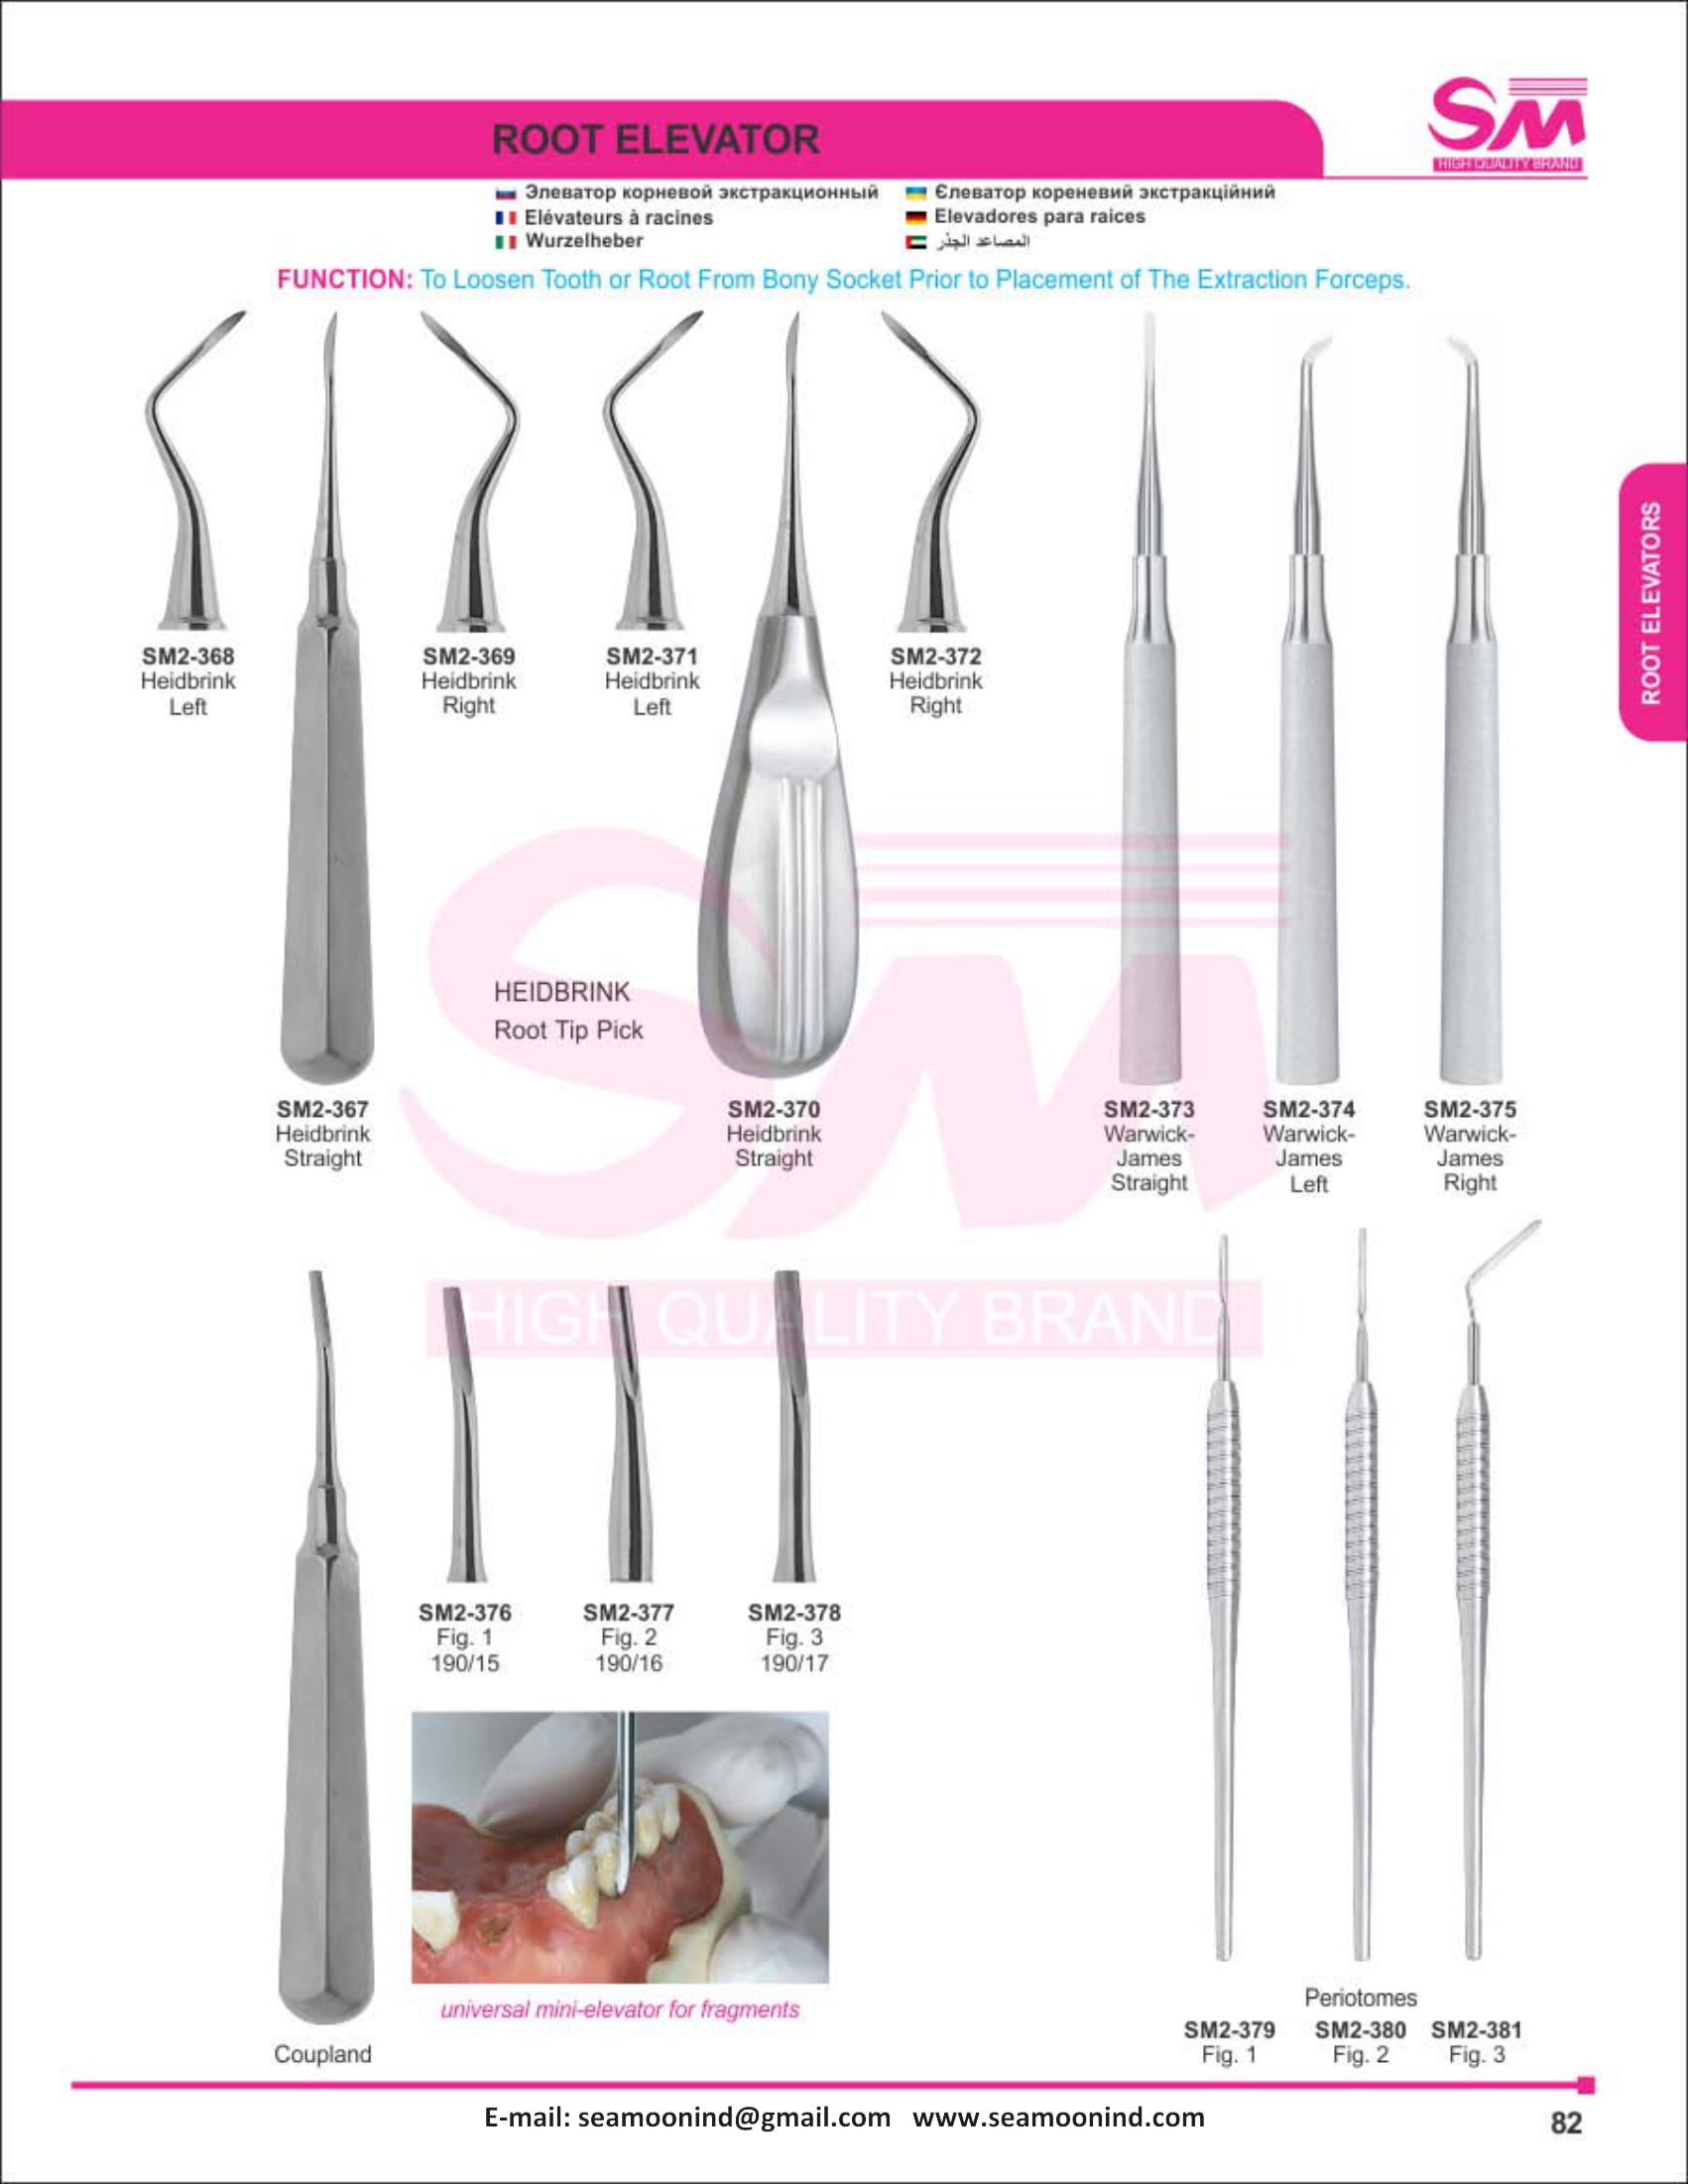 SM
HIGH QUALITY BRAND
ROOT ELEVATOR
Элеватор корневой экстракционный
Єлеватор кореневий экстракційний
Elévateurs à racines
Elevadores para raices
Wurzelheber
المصاعد الجذر
FUNCTION: To Loosen Tooth or Root From Bony Socket Prior to Placement of The Extraction Forceps.
ROOT ELEVATORS
SM2-368
Heidbrink
Left
SM2-369
Heidbrink
Right
SM2-371
Heidbrink
Left
SM2-372
Heidbrink
Right
HEIDBRINK
Root Tip Pick
SM2-367
Heidbrink
Straight
SM2-370
Heidbrink
Straight
SM2-373
Warwick-
James
Straight
SM2-374
Warwick-
James
Left
SM2-375
Warwick-
James
Right
SM
HIGH QUALITY BRAND
SM2-376
Fig. 1
190/15
SM2-377
Fig. 2
190/16
SM2-378
Fig. 3
190/17
universal mini-elevator for fragments
Coupland
Periotomes
SM2-379
Fig. 1
SM2-380
Fig. 2
SM2-381
Fig. 3
E-mail: seamoonind@gmail.com www.seamoonind.com
82